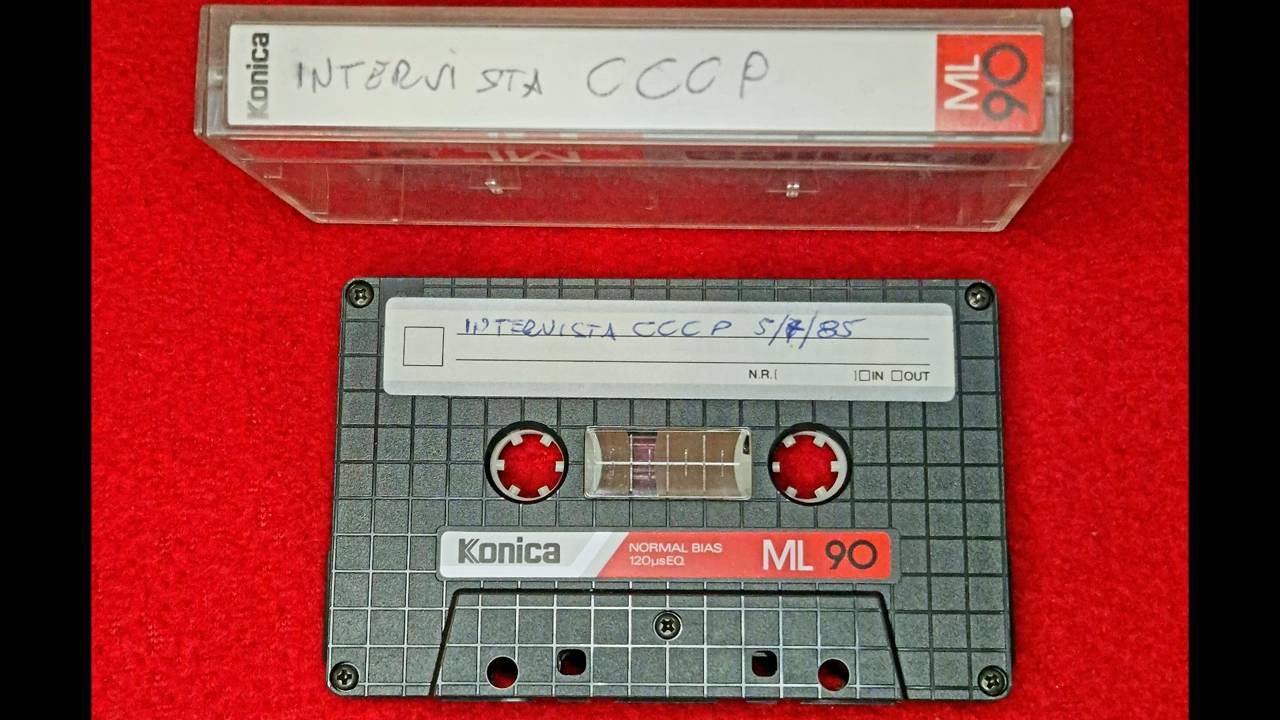 Konica INTERVISTA CCCP ML 90
INTERVISTA CCCP 5/7/85
N.R.[ ]☐IN ☐OUT
Konica NORMAL BIAS ML 90
120µsEQ